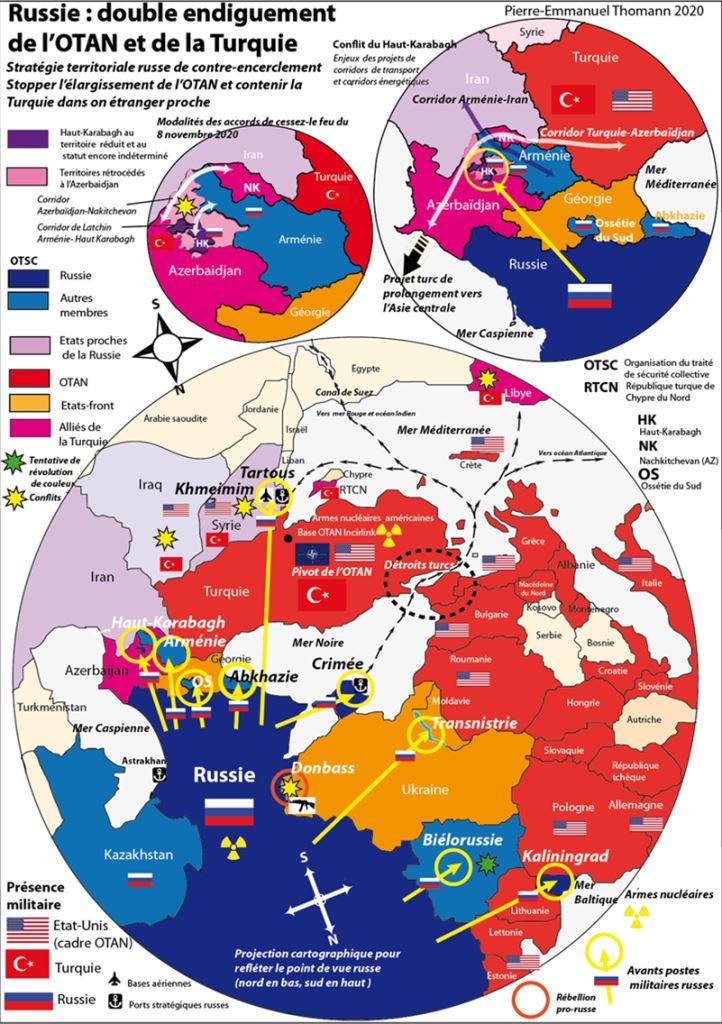 Russie : double endiguement
de l'OTAN et de la Turquie
Stratégie territoriale russe de contre-encerclement
Stopper l'élargissement de l'OTAN et contenir la
Turquie dans on étranger proche
Pierre-Emmanuel Thomann 2020
Conflit du Haut-Karabagh
Enjeux des projets de
corridors de transport
et corridors énergétiques
Syrie
Turquie
Iran
Corridor Arménie-Iran
Corridor Turquie-Azerbaïdjan
NK
Arménie
HK
Azerbaïdjan
Géorgie
Ossétie
du Sud
Abkhazie
Mer
Méditerranée
Russie
Projet turc de
prolongement vers
l'Asie centrale
Mer Caspienne
Haut-Karabagh au
territoire réduit et au
statut encore indéterminé
Territoires rétrocédés
à l'Azerbaidjan
Modalités des accords de cessez-le feu du
8 novembre 2020
Iran
Turquie
NK
Corridor
Azerbaïdjan-Nakitchevan
Corridor de Latchin
Arménie- Haut Karabagh
HK
Arménie
Azerbaidjan
Géorgie
OTSC
Russie
Autres
membres
Etats proches
de la Russie
OTAN
Etats-front
Alliés de
la Turquie
Tentative de
révolution
de couleur
Conflits
S
N
OTSC Organisation du traité
de sécurité collective
RTCN République turque de
Chypre du Nord
HK
Haut-Karabagh
NK
Nachkitchevan (AZ)
OS
Ossétie du Sud
Egypte
Canal de Suez
Libye
Jordanie
Arabie saoudite
Israël
Vers mer Rouge et océan Indien
Mer Méditerranée
Vers océan Atlantique
Liban
Crète
Tartous
Chypre
RTCN
Iraq
Khmeimim
Syrie
Armes nucléaires américaines
Base OTAN Incirlink
Pivot de l'OTAN
Détroits turcs
Grèce
Albanie
Italie
Iran
Turquie
Macédoine
du Nord
Kosovo
Montenegro
Bulgarie
Serbie
Bosnie
Haut-Karabagh
Arménie
Mer Noire
Croatie
Azerbaijan
Géorgie
OS
Abkhazie
Crimée
Roumanie
Slovénie
Moldavie
Hongrie
Autriche
Turkménistan
Mer Caspienne
Transnistrie
Slovaquie
République
tchèque
Astrakhan
Russie
Donbass
Ukraine
Pologne
Allemagne
Kazakhstan
Biélorussie
Kaliningrad
Mer
Baltique
Lithuanie
Lettonie
Estonie
S
N
Projection cartographique pour
refléter le point de vue russe
(nord en bas, sud en haut )
Présence
militaire
Etat-Unis
(cadre OTAN)
Turquie
Russie
Bases aériennes
Ports stratégiques russes
Armes nucléaires
Avants postes
militaires russes
Rébellion
pro-russe